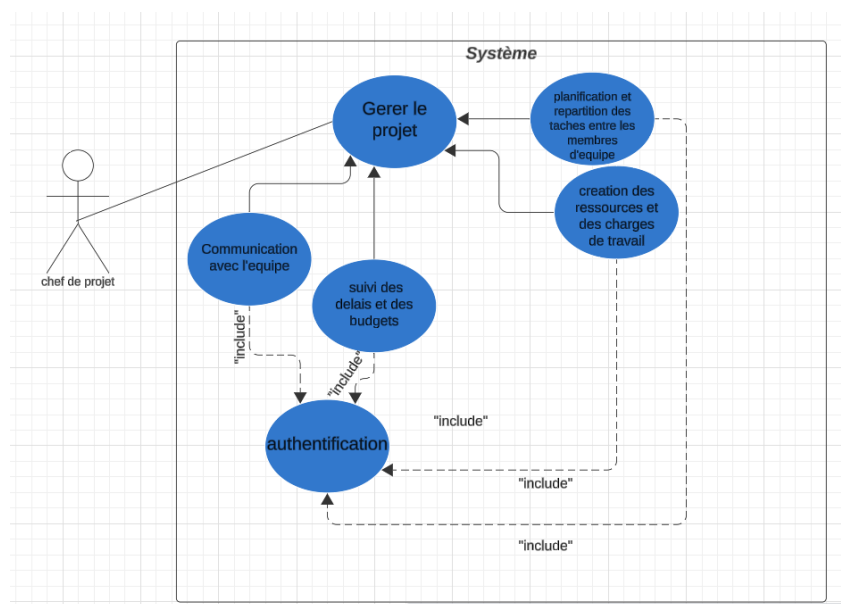 Système
Gerer le
projet
planification et
repartition des
taches entre les
membres
d'equipe
creation des
ressources et
des charges
de travail
chef de projet
Communication
avec l'equipe
suivi des
delais et des
budgets
"include"
"include"
"include"
authentification
"include"
"include"